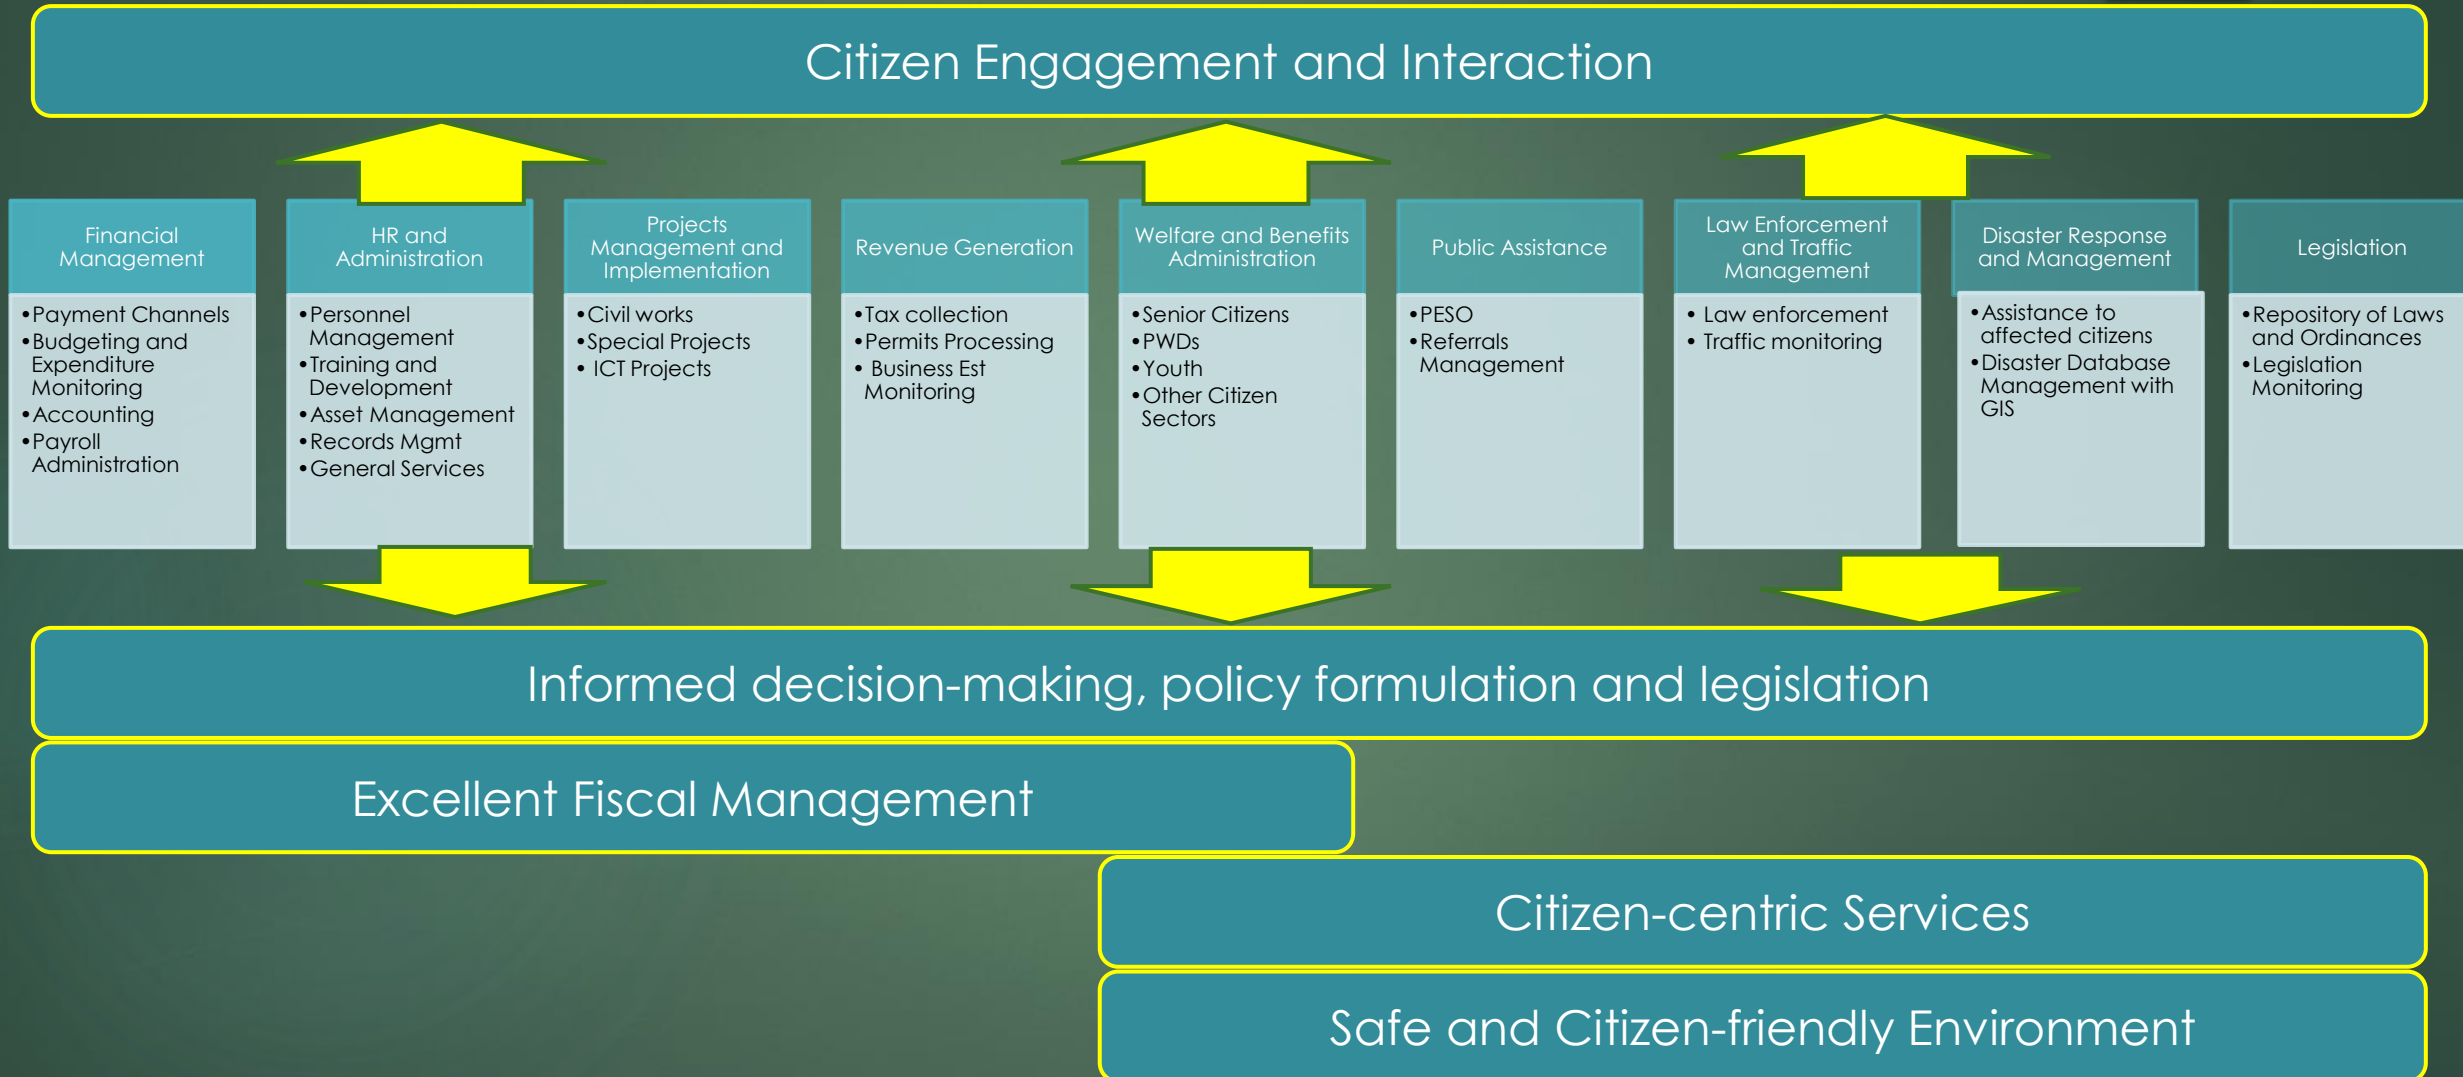 Citizen Engagement and Interaction
Financial
Management
•Payment Channels
•Budgeting and
Expenditure
Monitoring
•Accounting
•Payroll
Administration
HR and
Administration
•Personnel
Management
•Training and
Development
•Asset Management
•Records Mgmt
•General Services
Projects
Management and
Implementation
•Civil works
•Special Projects
• ICT Projects
Revenue Generation
•Tax collection
•Permits Processing
• Business Est
Monitoring
Welfare and Benefits
Administration
•Senior Citizens
•PWDs
•Youth
•Other Citizen
Sectors
Public Assistance
•PESO
•Referrals
Management
Law Enforcement
and Traffic
Management
• Law enforcement
• Traffic monitoring
Disaster Response
and Management
•Assistance to
affected citizens
•Disaster Database
Management with
GIS
Legislation
•Repository of Laws
and Ordinances
•Legislation
Monitoring
Informed decision-making, policy formulation and legislation
Excellent Fiscal Management
Citizen-centric Services
Safe and Citizen-friendly Environment